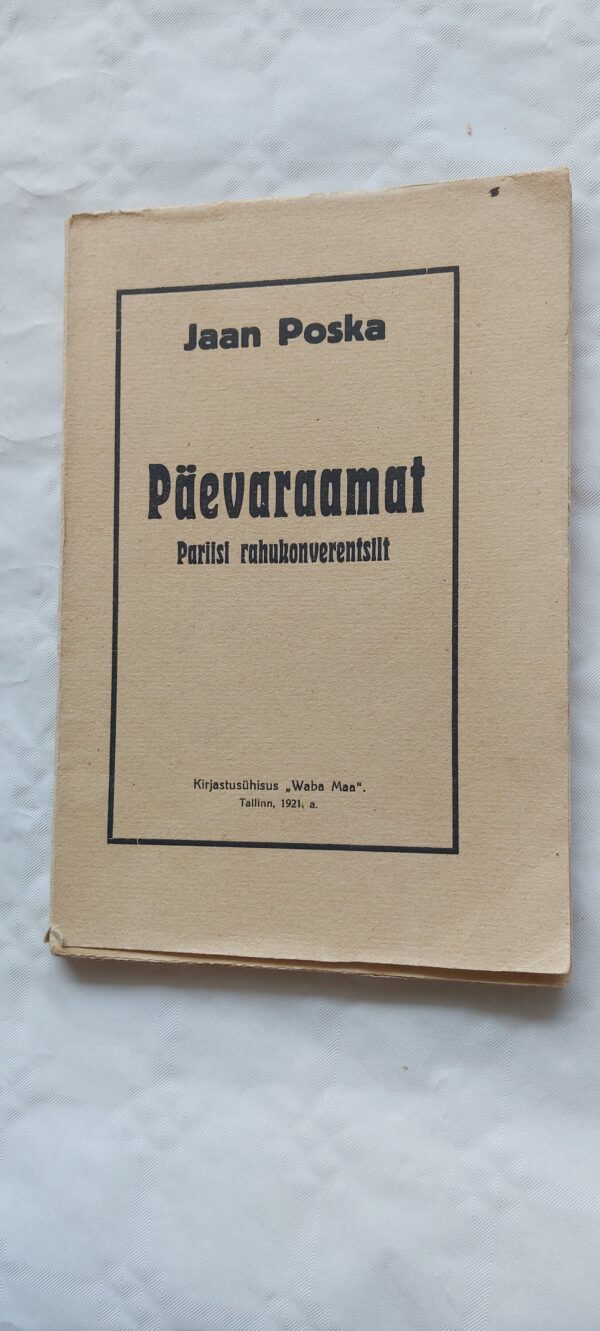 Jaan Poska
Päevaraamat
Pariisi rahukonverentsilt
Kirjastusühisus „Waba Maa“.
Tallinn, 1921. a.